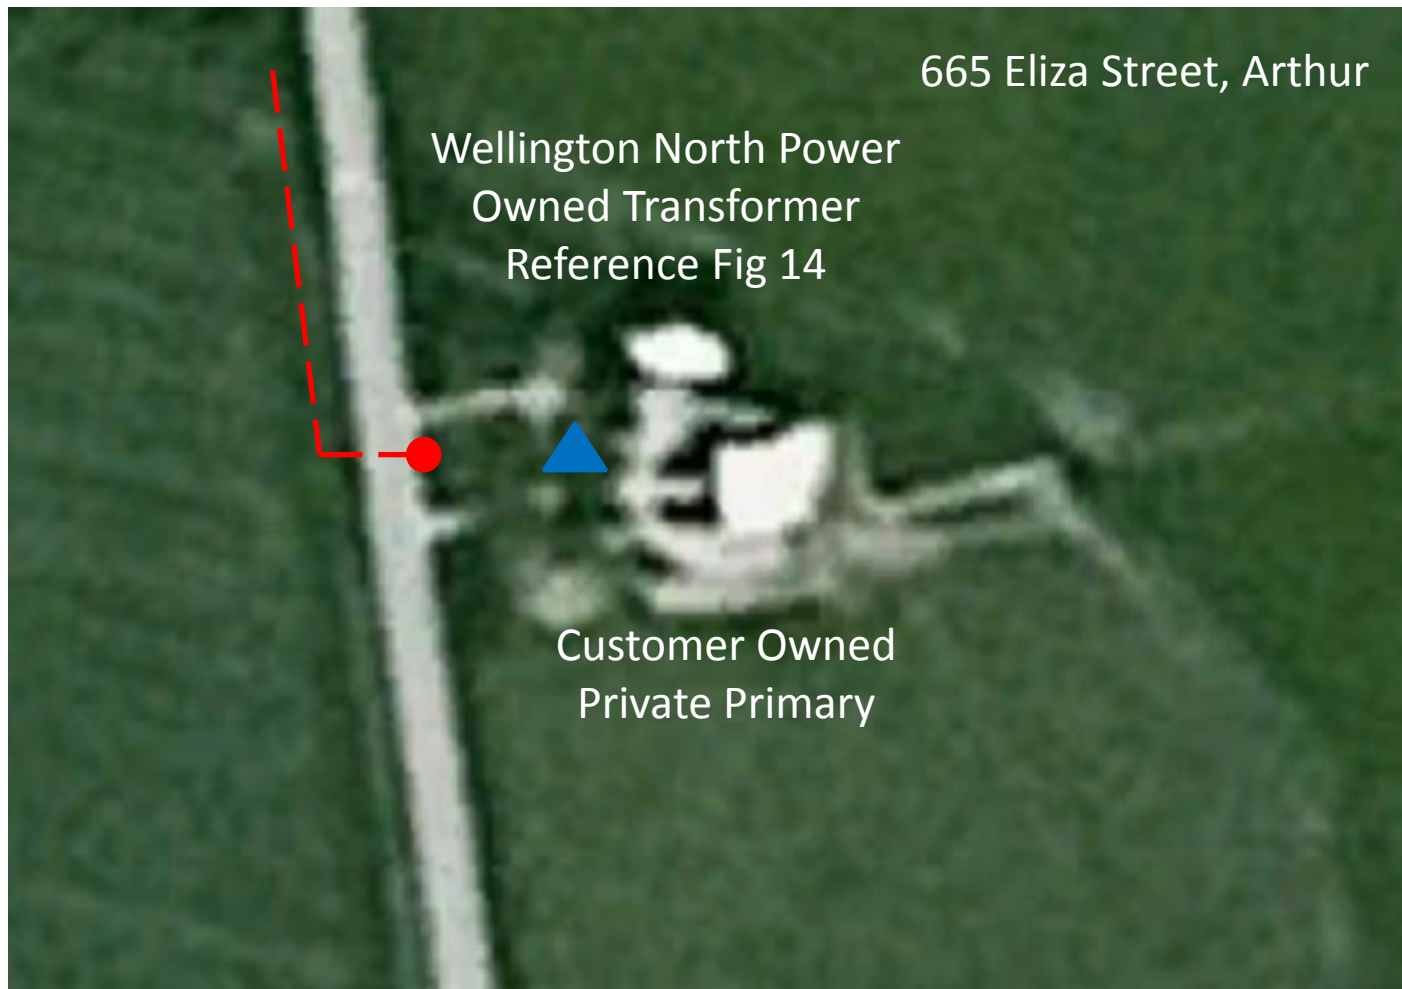 665 Eliza Street, Arthur
Wellington North Power
Owned Transformer
Reference Fig 14
Customer Owned
Private Primary